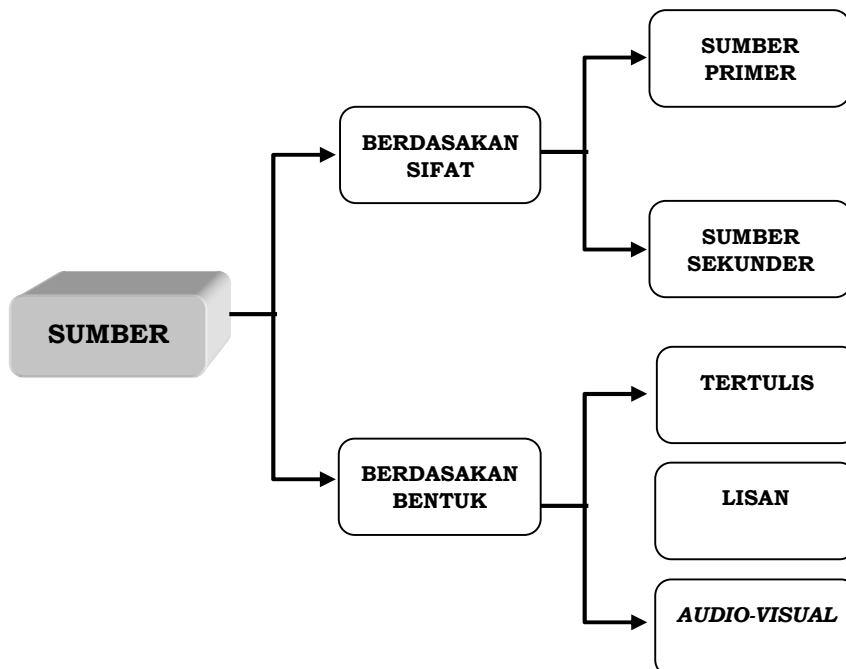 SUMBER
PRIMER
BERDASAKAN
SIFAT
SUMBER
SEKUNDER
SUMBER
TERTULIS
BERDASAKAN
BENTUK
LISAN
AUDIO-VISUAL